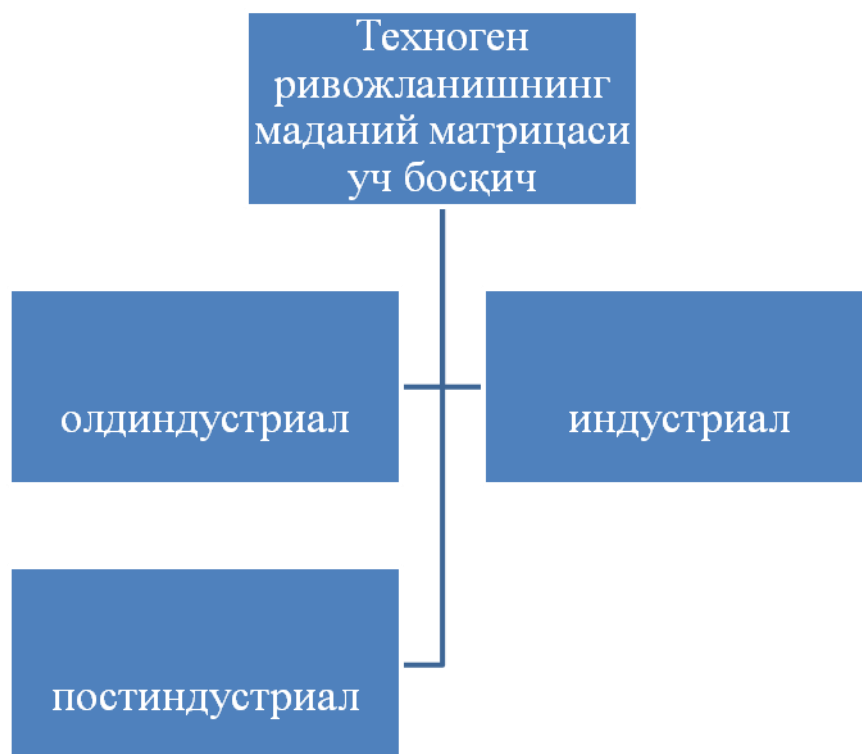 Техноген
ривожланишнинг
маданий матрицаси
уч босқич
олдиндустриал
индустриал
постиндустриал